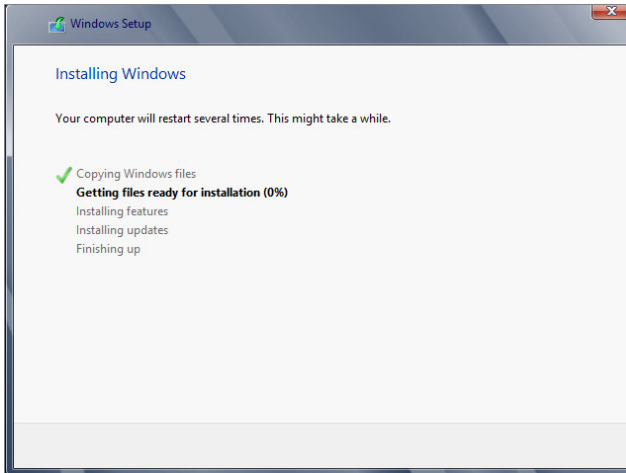 Windows Setup
Installing Windows
Your computer will restart several times. This might take a while.
Copying Windows files
Getting files ready for installation (0%)
Installing features
Installing updates
Finishing up